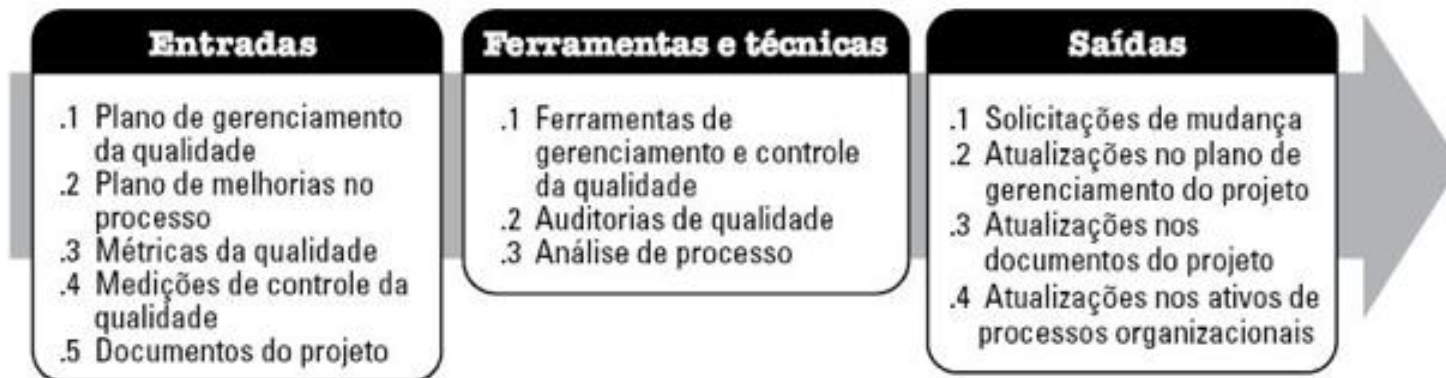 Entradas
.1 Plano de gerenciamento
da qualidade
.2 Plano de melhorias no
processo
.3 Métricas da qualidade
.4 Medições de controle da
qualidade
.5 Documentos do projeto
Ferramentas e técnicas
.1 Ferramentas de
gerenciamento e controle
da qualidade
.2 Auditorias de qualidade
.3 Análise de processo
Saídas
.1 Solicitações de mudança
.2 Atualizações no plano de
gerenciamento do projeto
.3 Atualizações nos
documentos do projeto
.4 Atualizações nos ativos de
processos organizacionais